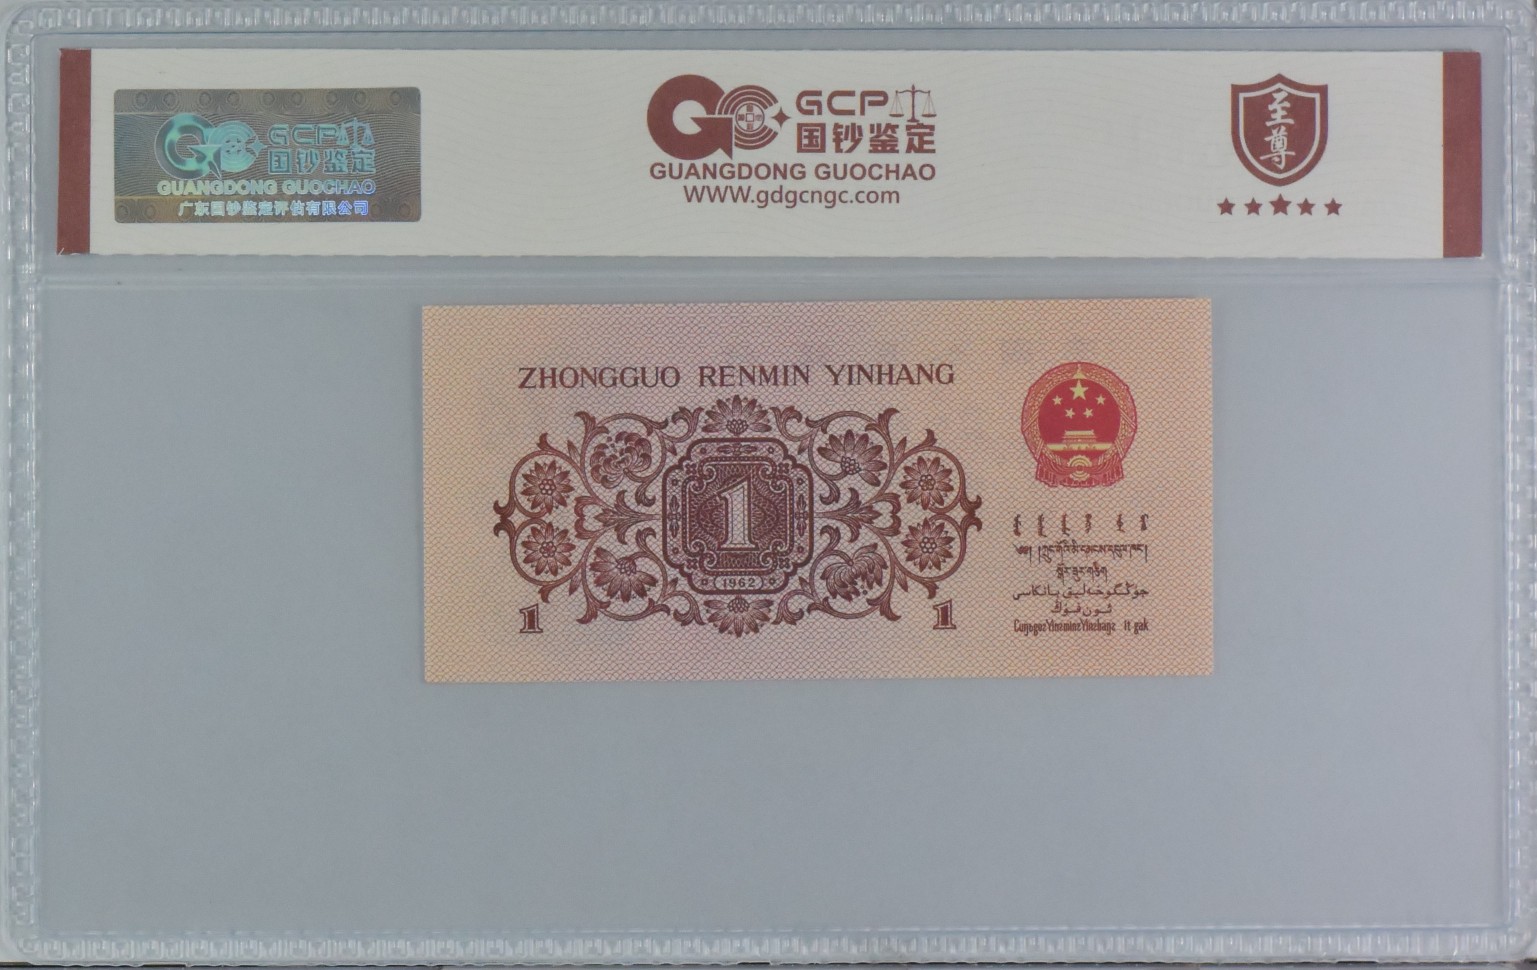 GCP
国钞鉴定
GUANGDONG GUOCHAO
广东国钞鉴定评估有限公司
GCP
国钞鉴定
GUANGDONG GUOCHAO
WWW.gdgcngc.com
至尊
ZHONGGUO RENMIN YINHANG
1
1962
1
1
جۇڭگوخەلىق بانكىسى